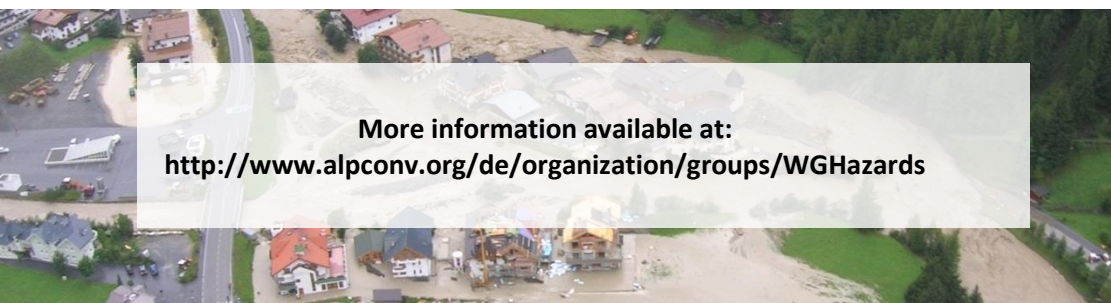 More information available at:
http://www.alpconv.org/de/organization/groups/WGHazards